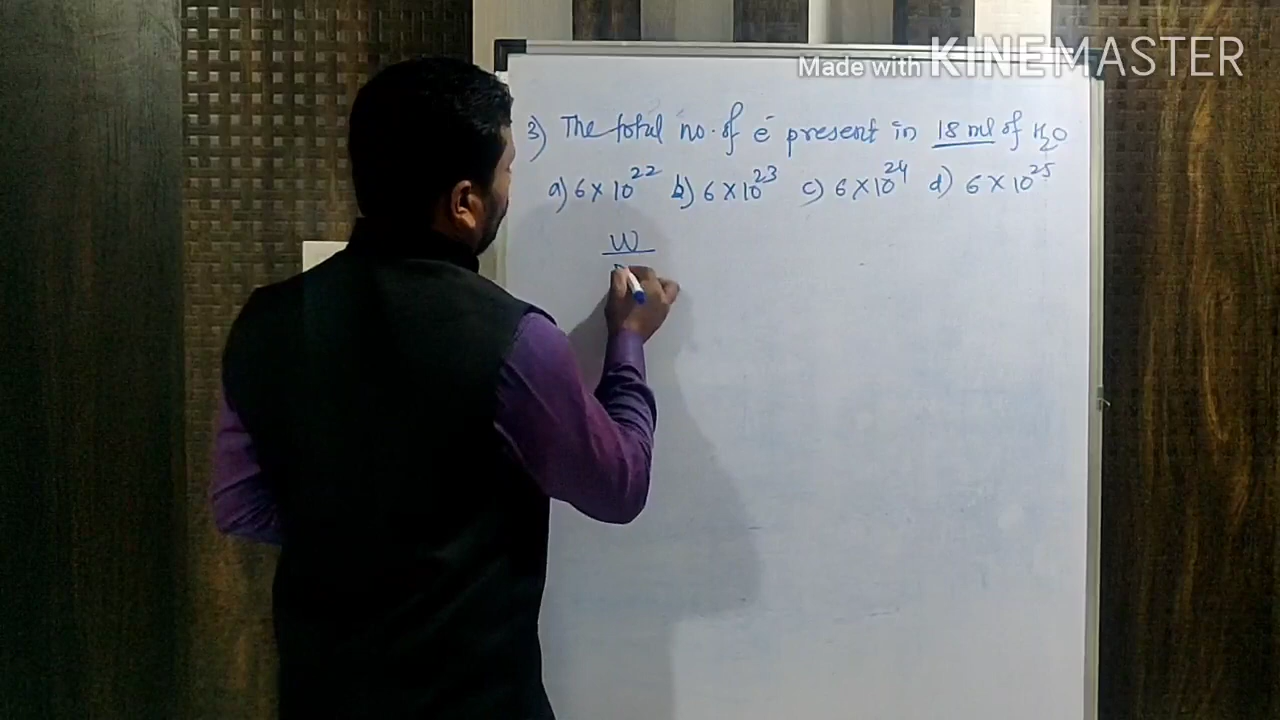 Made with KINEMASTER
3) The total no. of e⁻ present in 18 ml of H₂O
a) 6 × 10²² b) 6 × 10²³ c) 6 × 10²⁴ d) 6 × 10²⁵
W